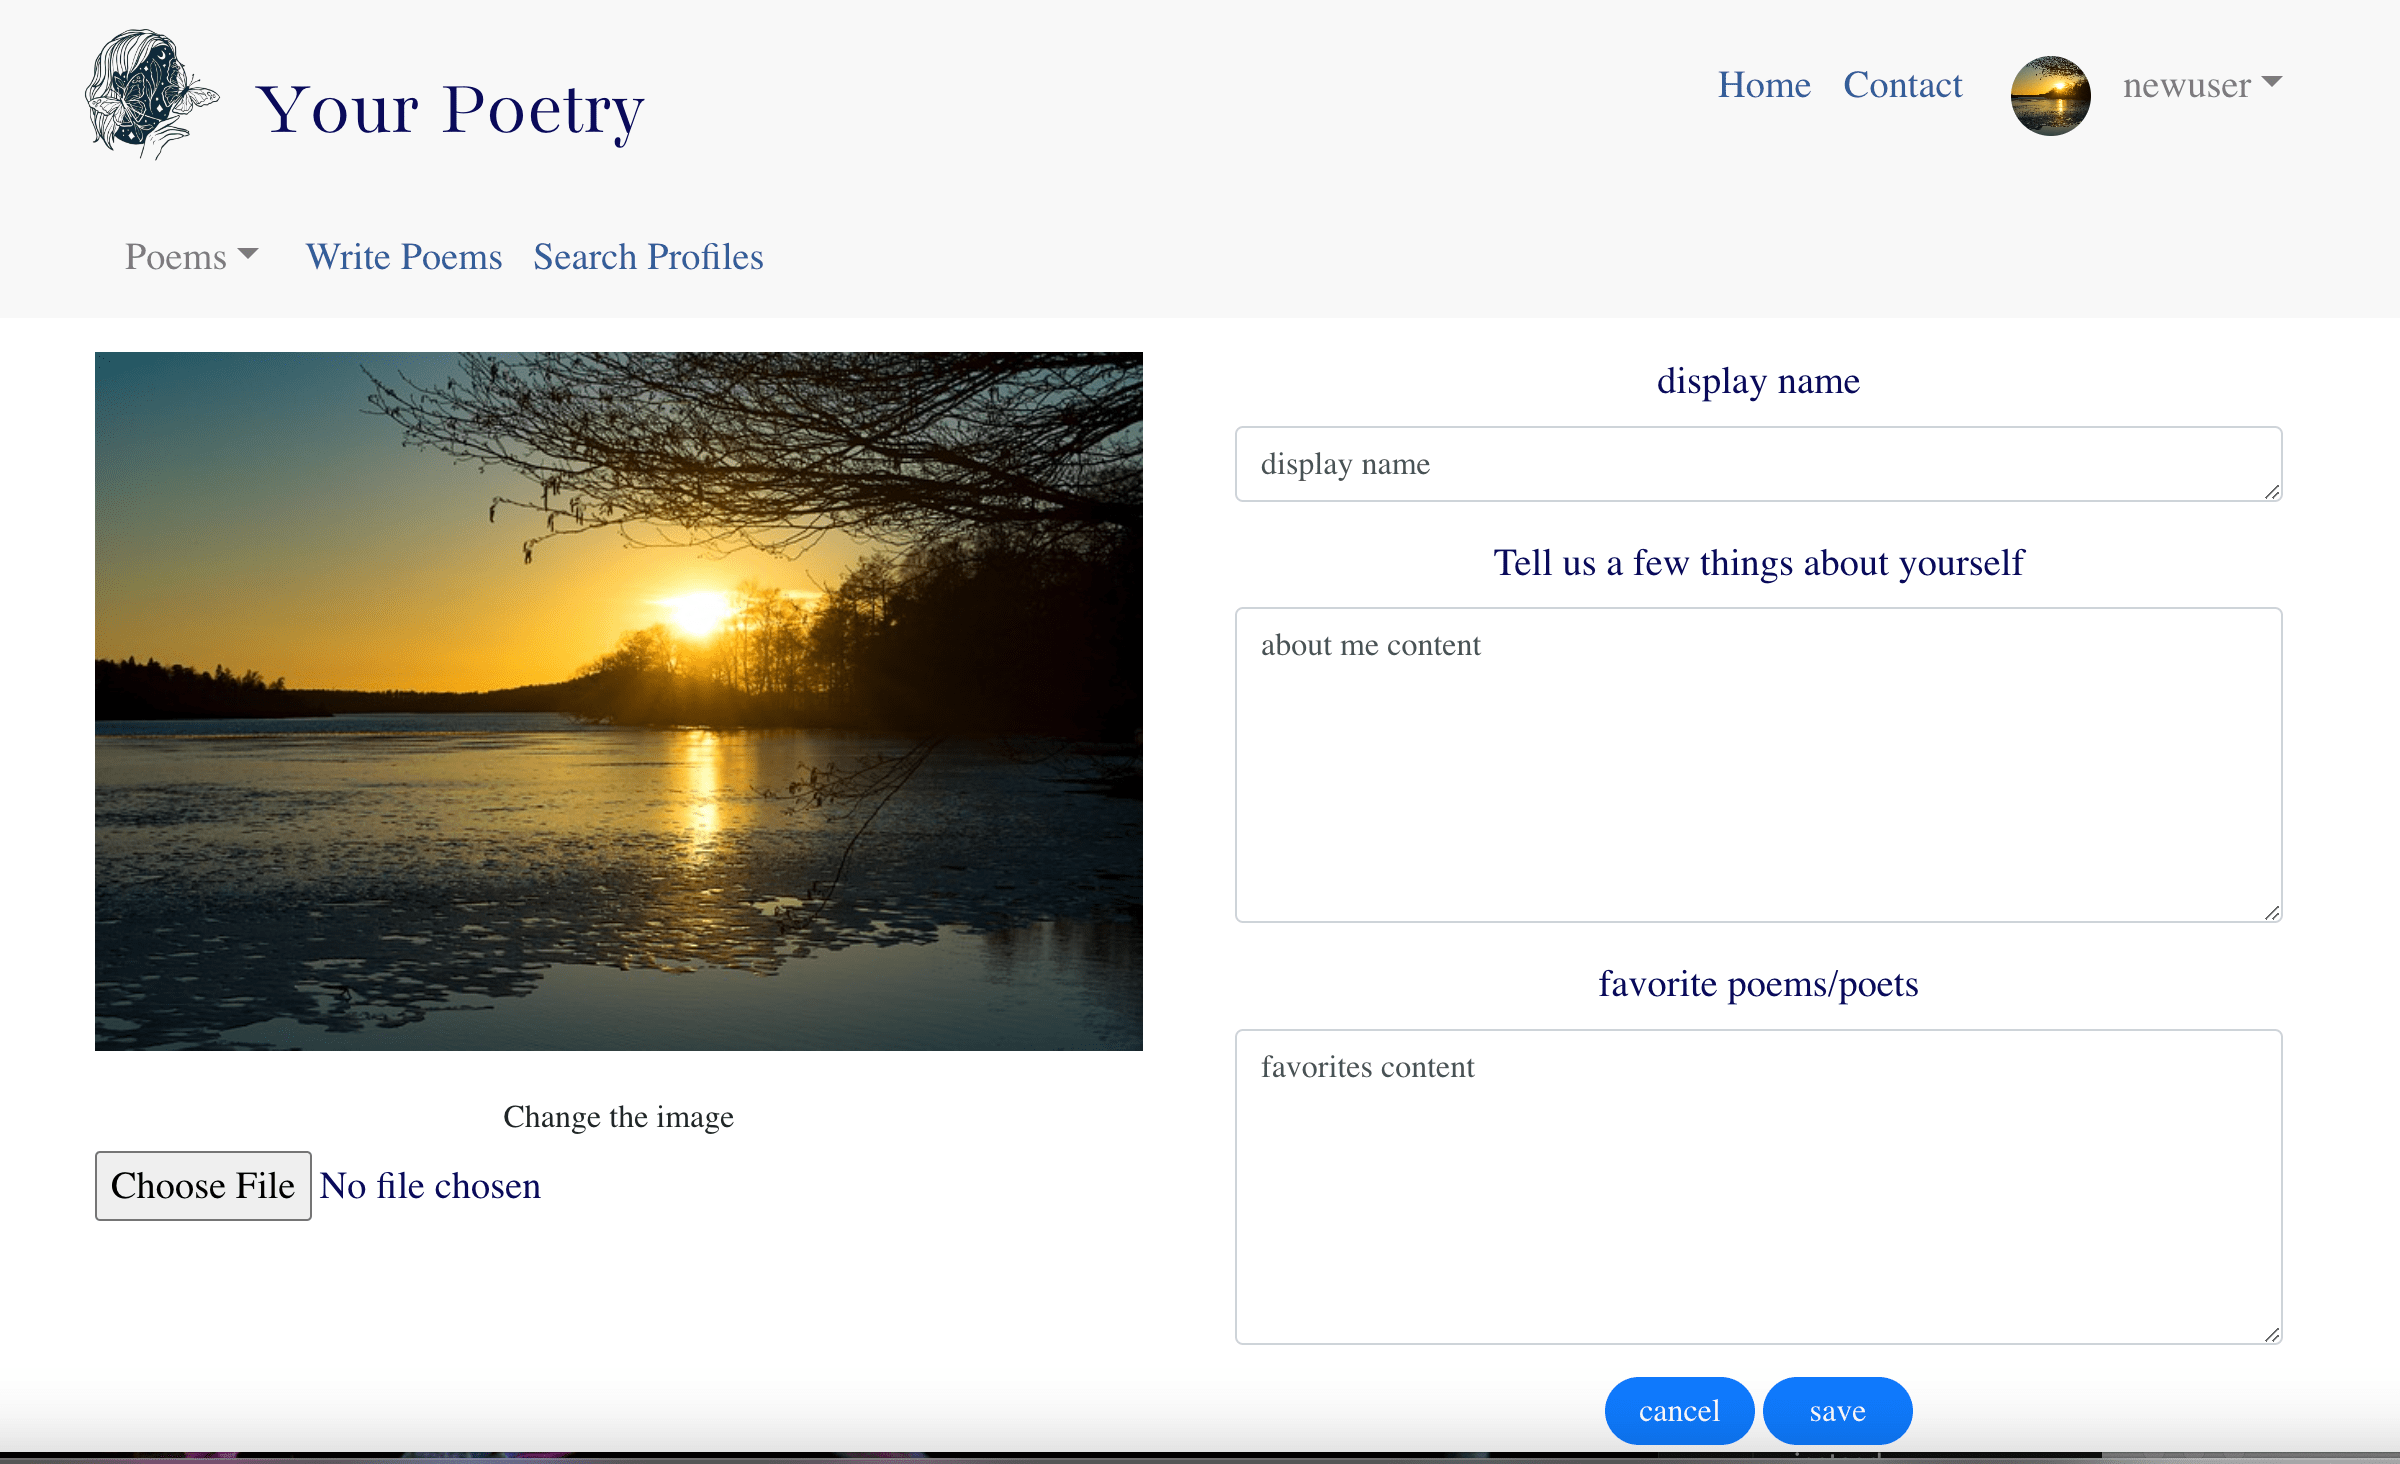 Your Poetry
Home Contact newuser
Poems Write Poems Search Profiles
display name
display name
Tell us a few things about yourself
about me content
favorite poems/poets
favorites content
Change the image
Choose File No file chosen
cancel save